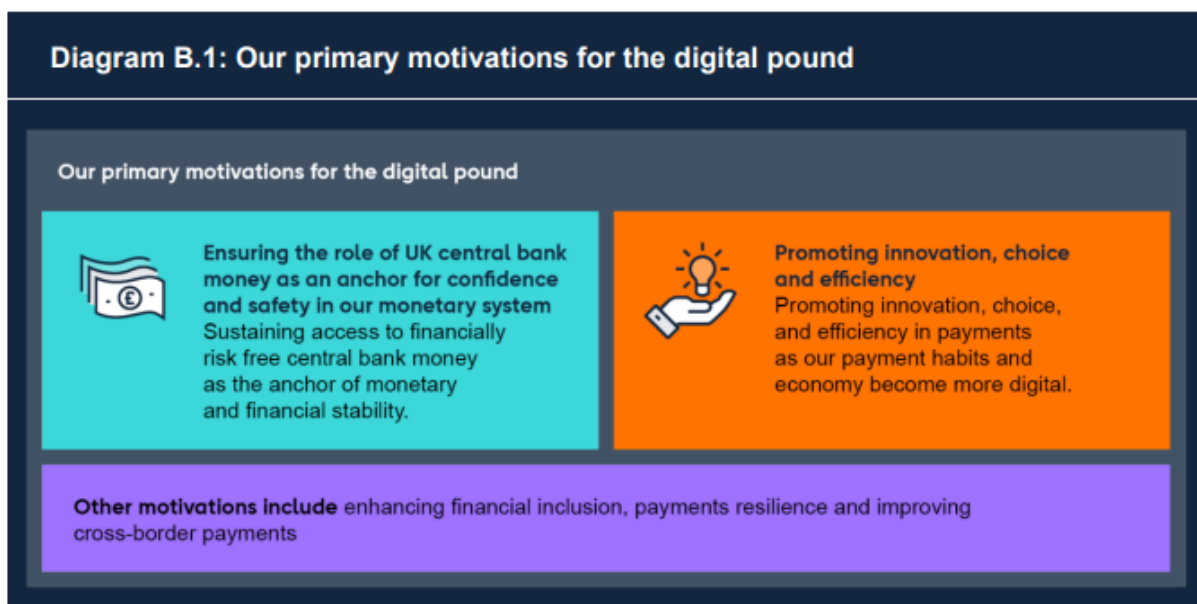 Diagram B.1: Our primary motivations for the digital pound
Our primary motivations for the digital pound
Ensuring the role of UK central bank
money as an anchor for confidence
and safety in our monetary system
Sustaining access to financially
risk free central bank money
as the anchor of monetary
and financial stability.
£
Promoting innovation, choice
and efficiency
Promoting innovation, choice,
and efficiency in payments
as our payment habits and
economy become more digital.
Other motivations include enhancing financial inclusion, payments resilience and improving
cross-border payments